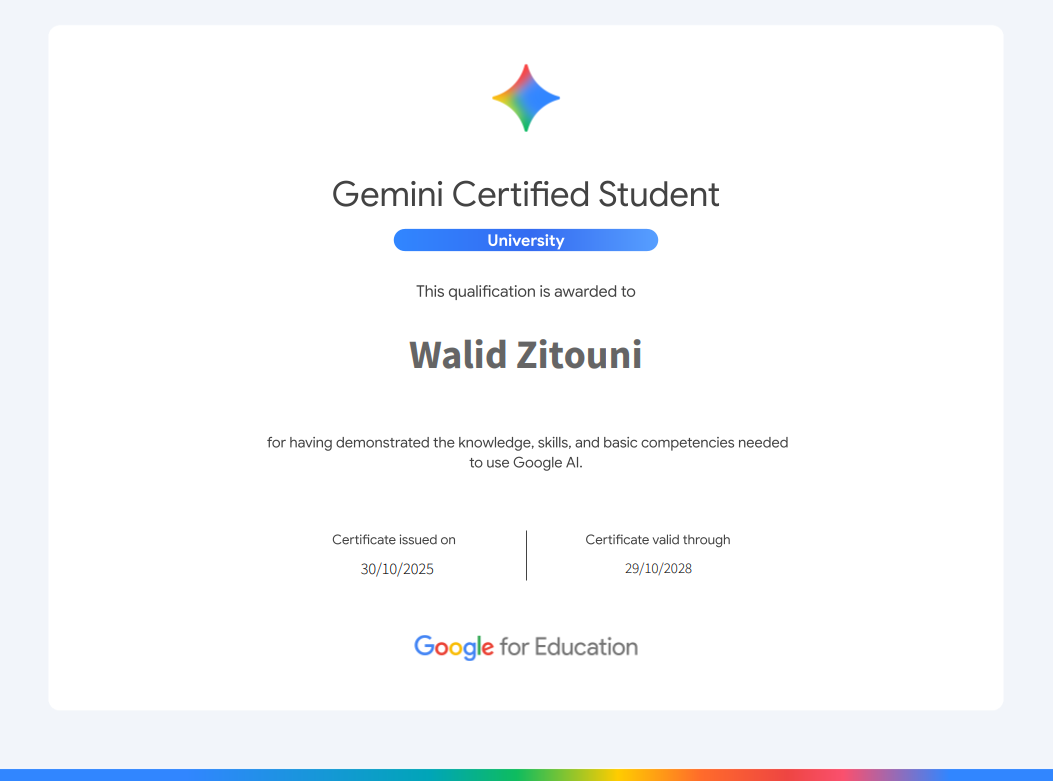 Gemini Certified Student
University
This qualification is awarded to
Walid Zitouni
for having demonstrated the knowledge, skills, and basic competencies needed
to use Google AI.
Certificate issued on
30/10/2025
Certificate valid through
29/10/2028
Google for Education